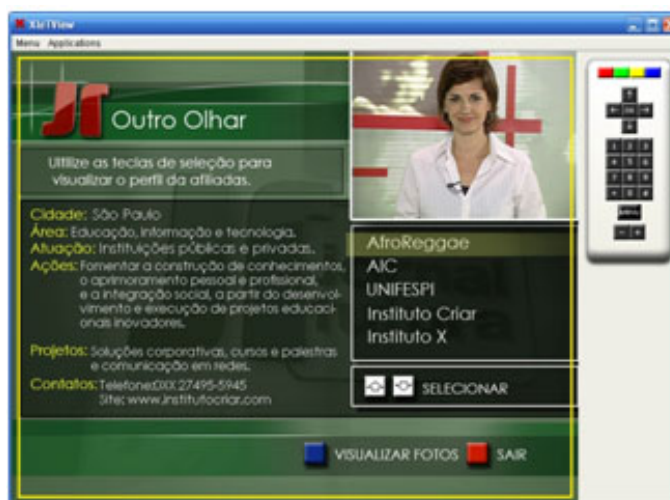 XleTView
Menu Applications
Outro Olhar
Utilize as teclas de seleção para
visualizar o perfil da afiliadas.
Cidade: São Paulo
Área: Educação, informação e tecnologia.
Atuação: Instituições públicas e privadas.
Ações: Fomentar a construção de conhecimentos,
o aprimoramento pessoal e profissional,
e a integração social, a partir do desenvol-
vimento e execução de projetos educaci-
onais inovadores.
Projetos: Soluções corporativas, cursos e palestras
e comunicação em redes.
Contatos: Telefone:0XX 27495-5945
Site: www.institutocriar.com
AfroReggae
AIC
UNIFESPI
Instituto Criar
Instituto X
SELECIONAR
VISUALIZAR FOTOS
SAIR